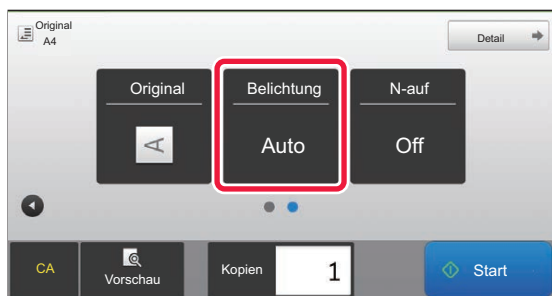 Original
A4
Detail
Original
Belichtung
N-auf
A
Auto
Off
CA
Vorschau
Kopien
1
Start